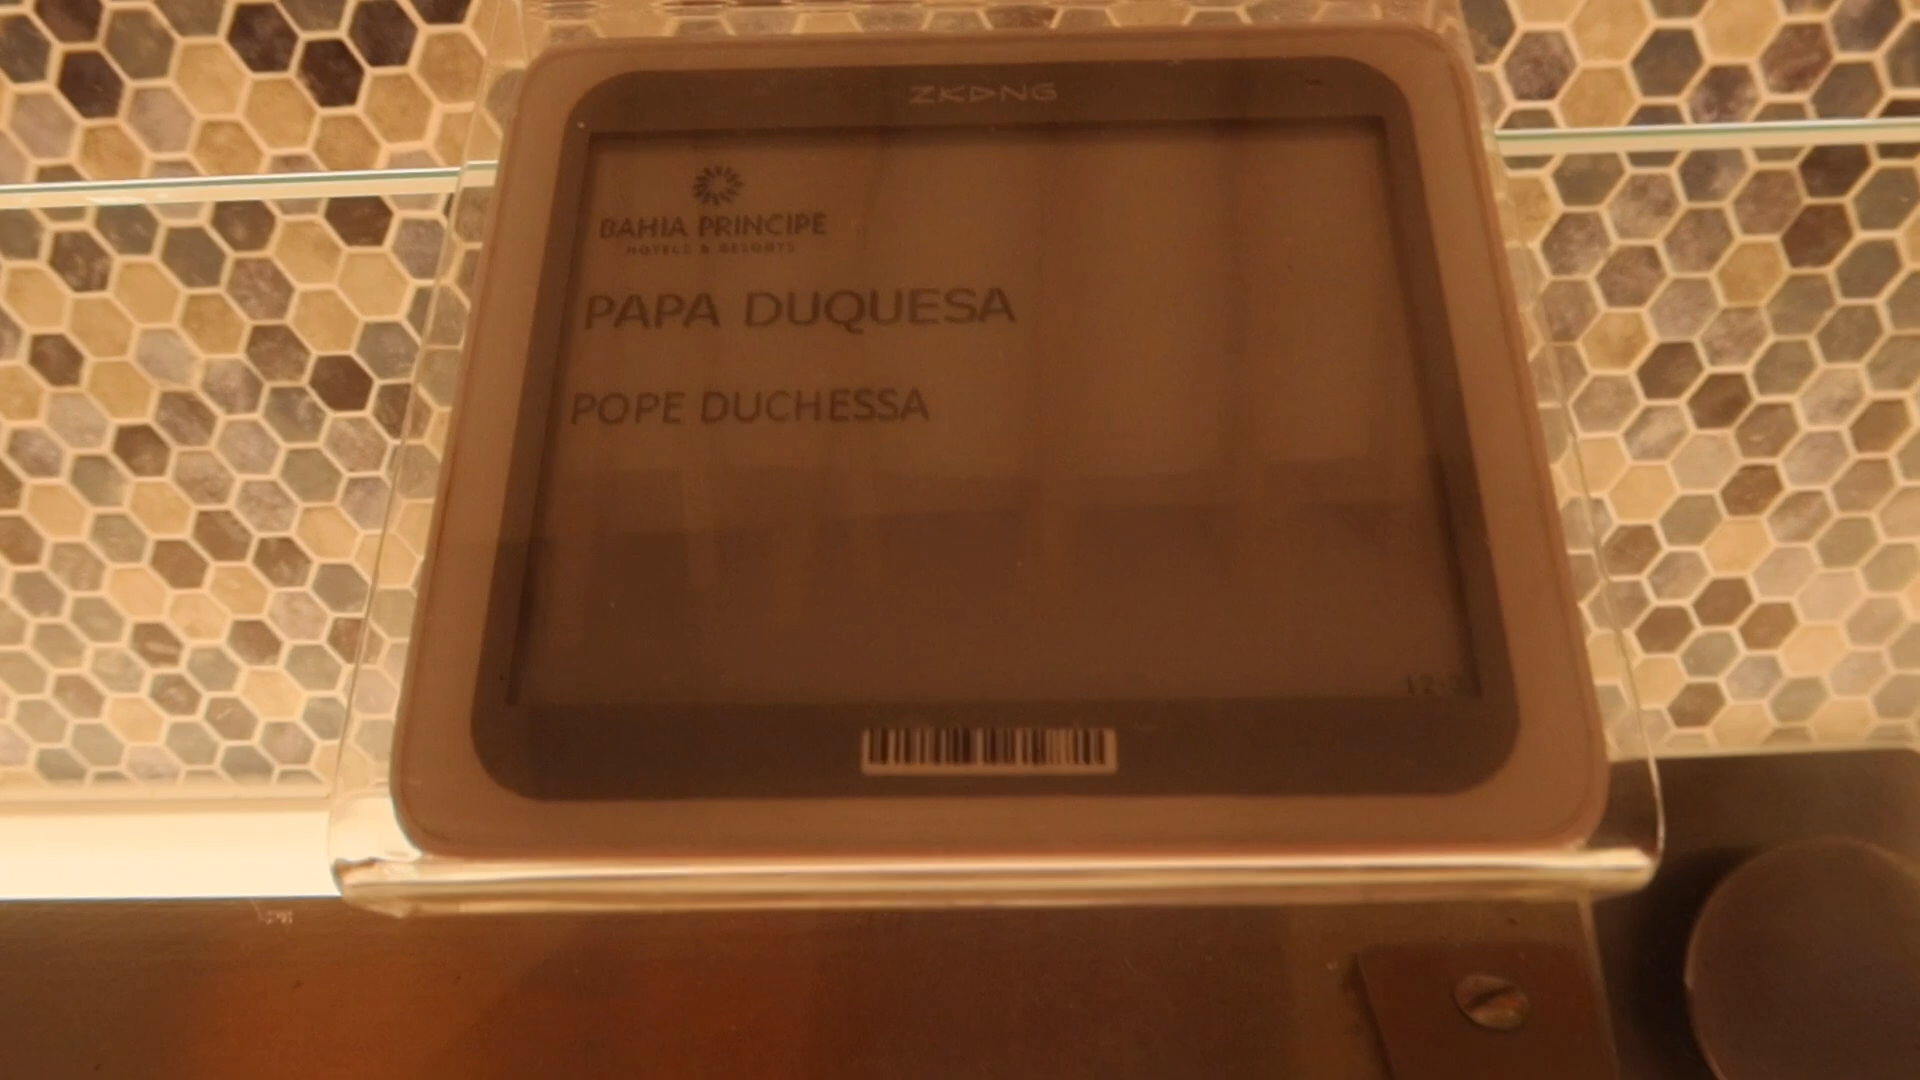 ZKONG
BAHIA PRINCIPE
HOTELS & RESORTS
PAPA DUQUESA
POPE DUCHESSA